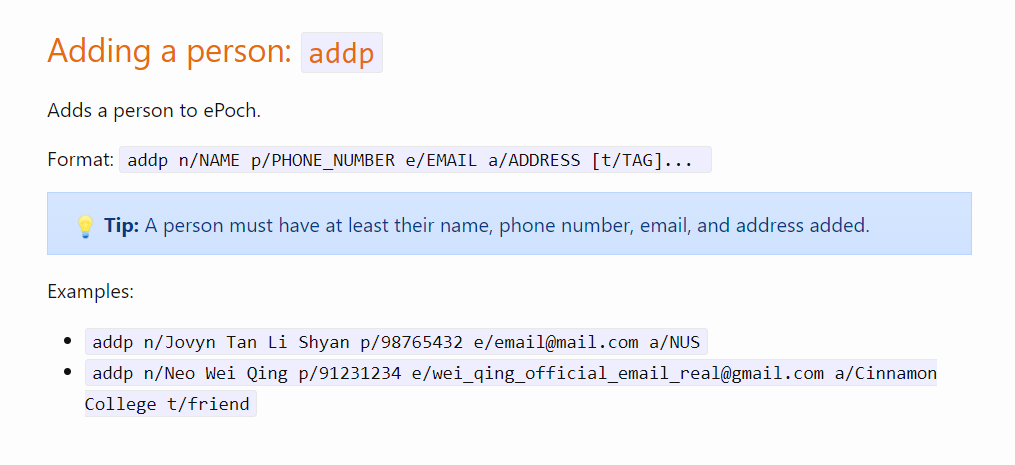 Adding a person: addp
Adds a person to ePoch.
Format: addp n/NAME p/PHONE_NUMBER e/EMAIL a/ADDRESS [t/TAG]...
💡 Tip: A person must have at least their name, phone number, email, and address added.
Examples:
• addp n/Jovyn Tan Li Shyan p/98765432 e/email@mail.com a/NUS
• addp n/Neo Wei Qing p/91231234 e/wei_qing_official_email_real@gmail.com a/Cinnamon
College t/friend